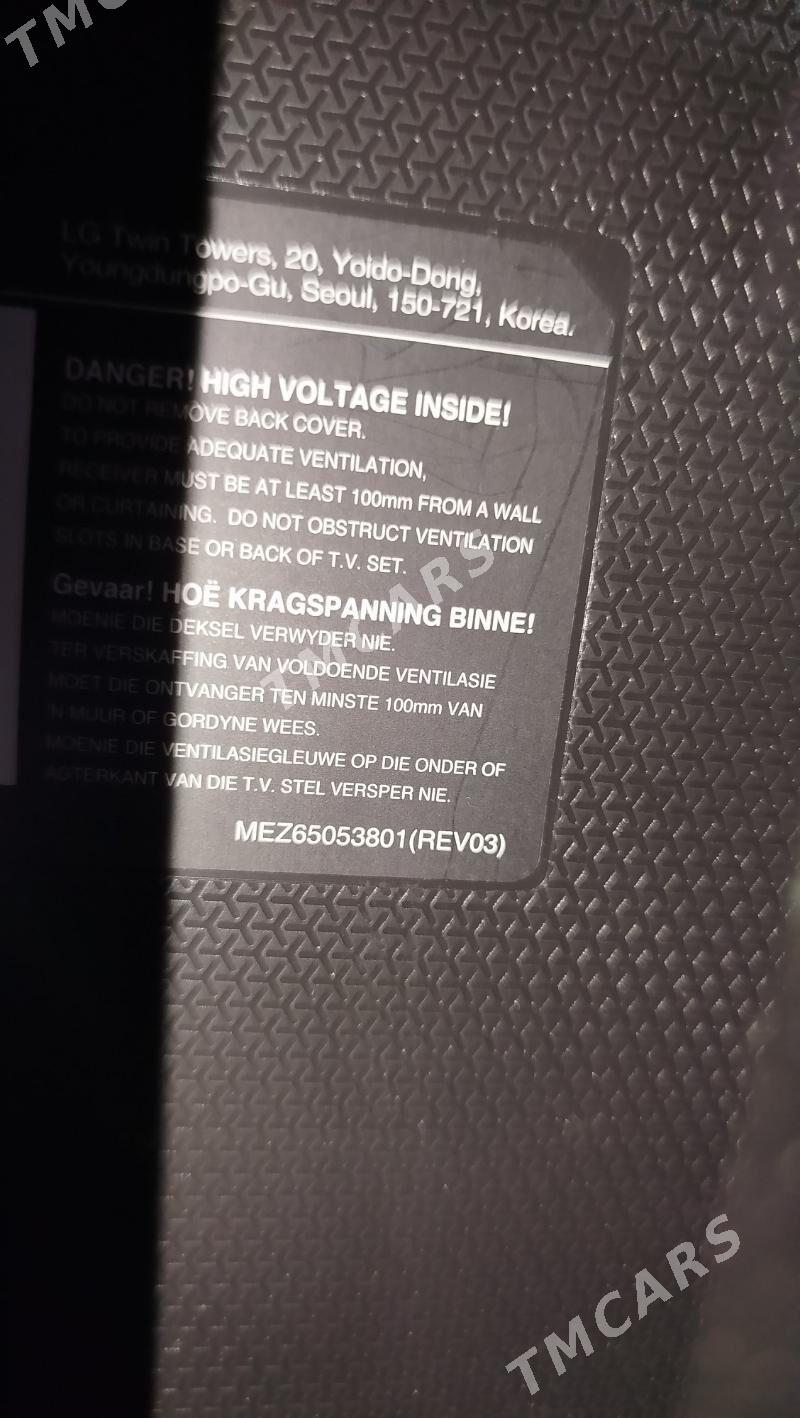 TMC
LG Twin Towers, 20, Yoido-Dong,
Youngdungpo-Gu, Seoul, 150-721, Korea.
DANGER! HIGH VOLTAGE INSIDE!
DO NOT REMOVE BACK COVER.
TO PROVIDE ADEQUATE VENTILATION,
RECEIVER MUST BE AT LEAST 100mm FROM A WALL
OR CURTAINING. DO NOT OBSTRUCT VENTILATION
SLOTS IN BASE OR BACK OF T.V. SET.
Gevaar! HOË KRAGSPANNING BINNE!
MOENIE DIE DEKSEL VERWYDER NIE.
TER VERSKAFFING VAN VOLDOENDE VENTILASIE
MOET DIE ONTVANGER TEN MINSTE 100mm VAN
'N MUUR OF GORDYNE WEES.
MOENIE DIE VENTILASIEGLEUWE OP DIE ONDER OF
AGTERKANT VAN DIE T.V. STEL VERSPER NIE.
MEZ65053801(REV03)
TMCARS
TMCARS